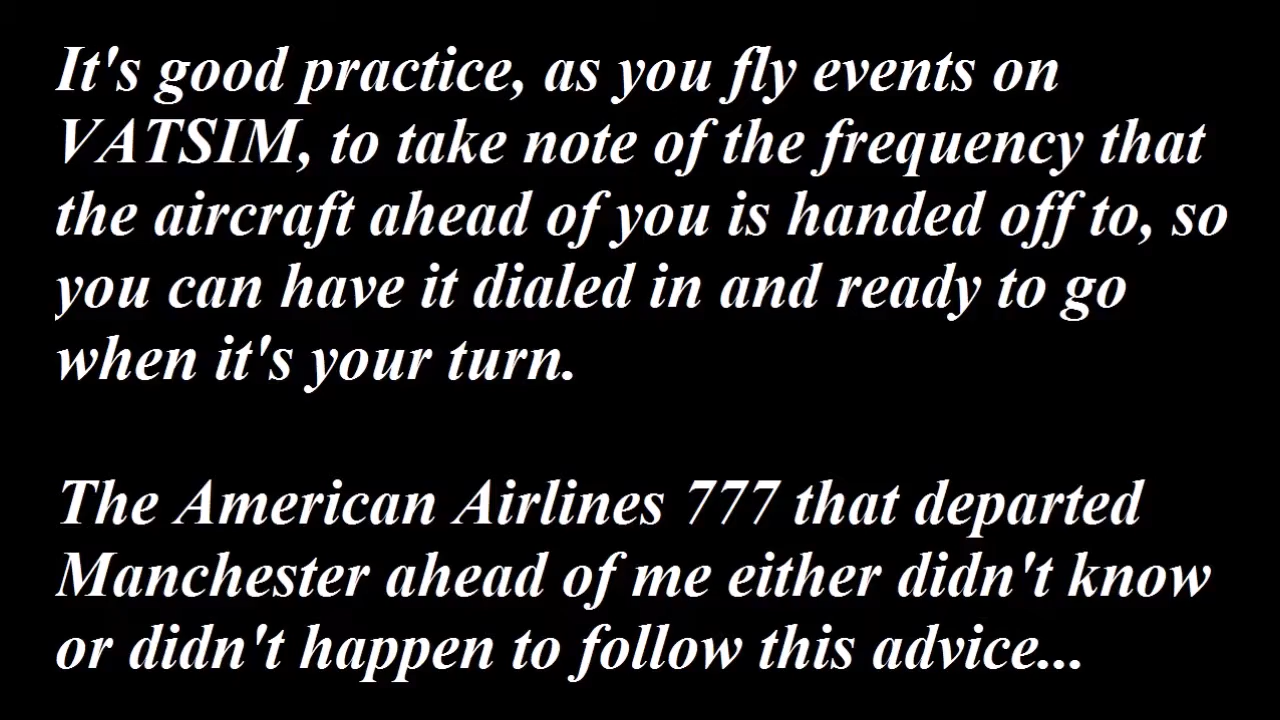 It's good practice, as you fly events on
VATSIM, to take note of the frequency that
the aircraft ahead of you is handed off to, so
you can have it dialed in and ready to go
when it's your turn.
The American Airlines 777 that departed
Manchester ahead of me either didn't know
or didn't happen to follow this advice...